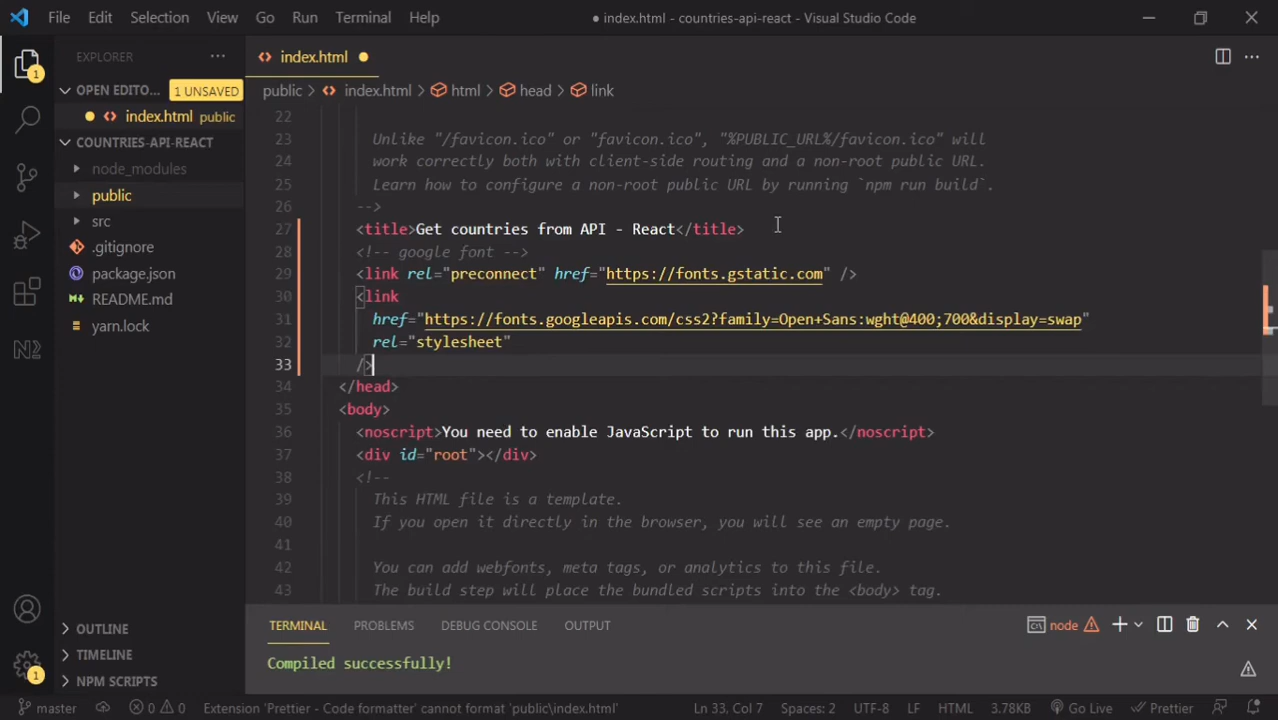 File Edit Selection View Go Run Terminal Help
● index.html - countries-api-react - Visual Studio Code
EXPLORER ···
index.html ●
1
OPEN EDITO... 1 UNSAVED
● index.html public
COUNTRIES-API-REACT
node_modules
public
src
.gitignore
package.json
README.md
yarn.lock
OUTLINE
TIMELINE
NPM SCRIPTS
1
public > index.html > html > head > link
22
23 Unlike "/favicon.ico" or "favicon.ico", "%PUBLIC_URL%/favicon.ico" will
24 work correctly both with client-side routing and a non-root public URL.
25 Learn how to configure a non-root public URL by running `npm run build`.
26 -->
27 <title>Get countries from API - React</title>
28 <!-- google font -->
29 <link rel="preconnect" href="https://fonts.gstatic.com" />
30 <link
31 href="https://fonts.googleapis.com/css2?family=Open+Sans:wght@400;700&display=swap"
32 rel="stylesheet"
33 />
34 </head>
35 <body>
36 <noscript>You need to enable JavaScript to run this app.</noscript>
37 <div id="root"></div>
38 <!--
39 This HTML file is a template.
40 If you open it directly in the browser, you will see an empty page.
41
42 You can add webfonts, meta tags, or analytics to this file.
43 The build step will place the bundled scripts into the <body> tag.
TERMINAL PROBLEMS DEBUG CONSOLE OUTPUT
node
Compiled successfully!
master 0 0 Extension 'Prettier - Code formatter' cannot format 'public\index.html' Ln 33, Col 7 Spaces: 2 UTF-8 LF HTML 3.78KB Go Live Prettier